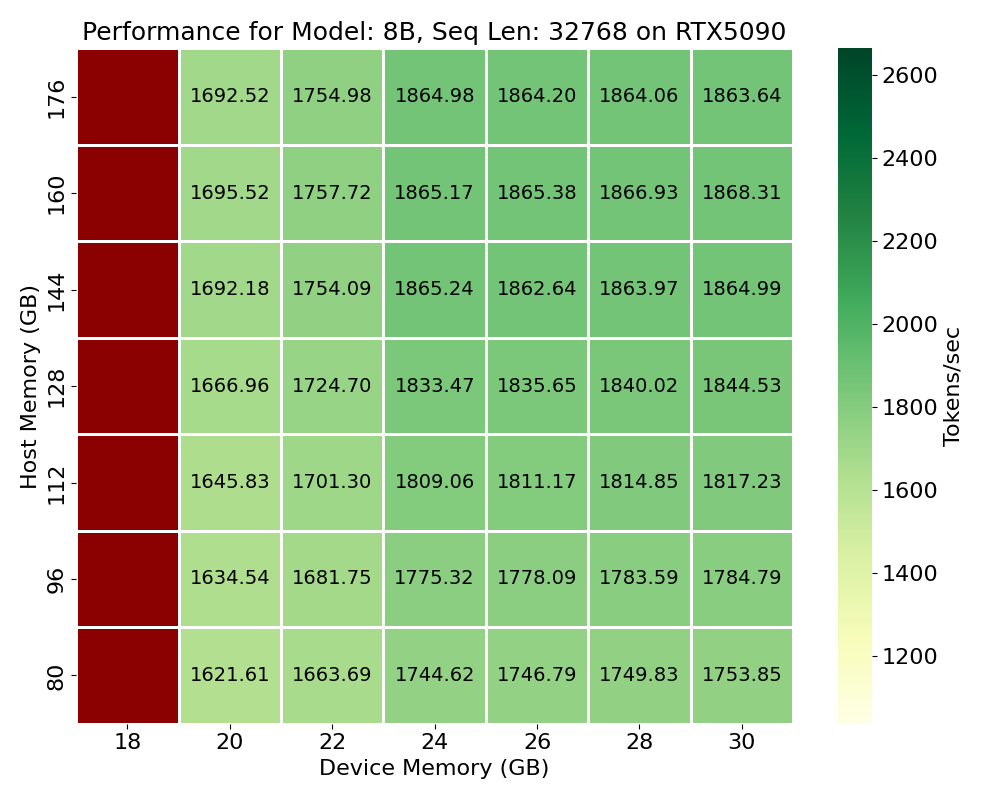 Performance for Model: 8B, Seq Len: 32768 on RTX5090
176 1692.52 1754.98 1864.98 1864.20 1864.06 1863.64
160 1695.52 1757.72 1865.17 1865.38 1866.93 1868.31
144 1692.18 1754.09 1865.24 1862.64 1863.97 1864.99
128 1666.96 1724.70 1833.47 1835.65 1840.02 1844.53
112 1645.83 1701.30 1809.06 1811.17 1814.85 1817.23
96 1634.54 1681.75 1775.32 1778.09 1783.59 1784.79
80 1621.61 1663.69 1744.62 1746.79 1749.83 1753.85
18 20 22 24 26 28 30
Device Memory (GB)
Host Memory (GB)
2600
2400
2200
2000
1800
1600
1400
1200
Tokens/sec